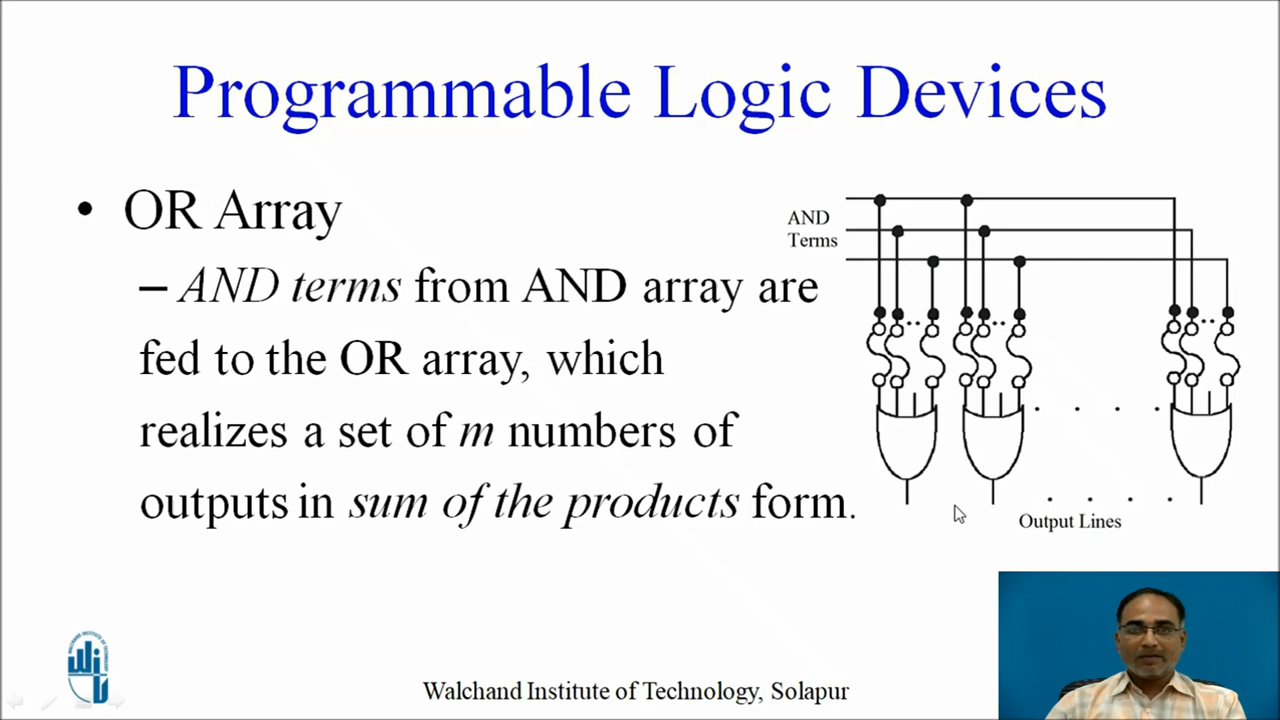 Programmable Logic Devices
• OR Array
– AND terms from AND array are
fed to the OR array, which
realizes a set of m numbers of
outputs in sum of the products form.
AND
Terms
Output Lines
WIT
Walchand Institute of Technology, Solapur